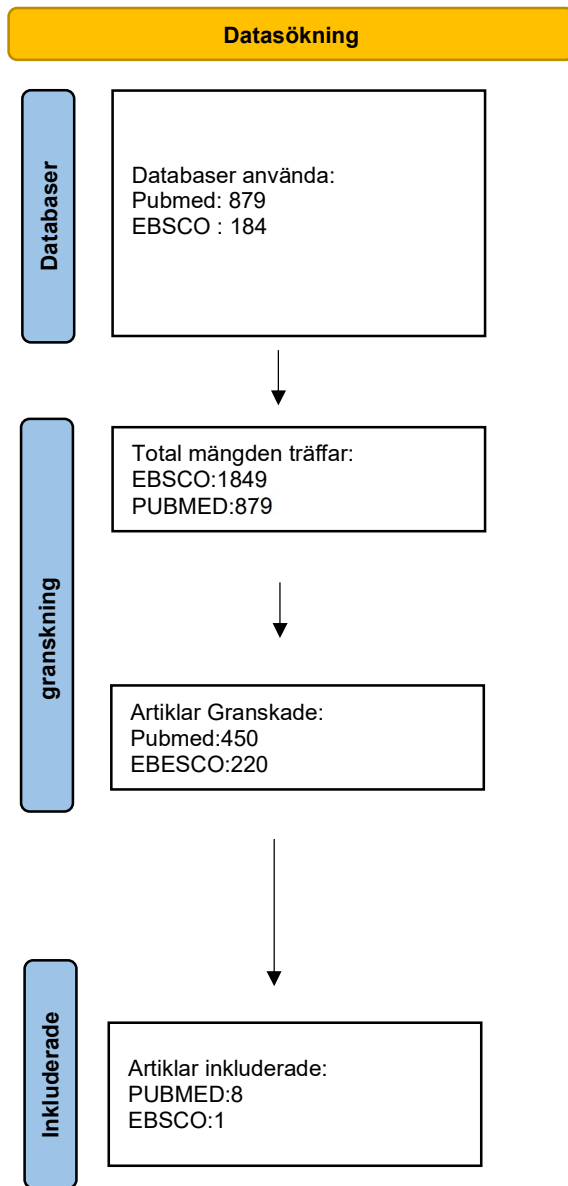 Datasökning
Databaser
Databaser använda:
Pubmed: 879
EBSCO : 184
granskning
Total mängden träffar:
EBSCO:1849
PUBMED:879
Artiklar Granskade:
Pubmed:450
EBESCO:220
Inkluderade
Artiklar inkluderade:
PUBMED:8
EBSCO:1